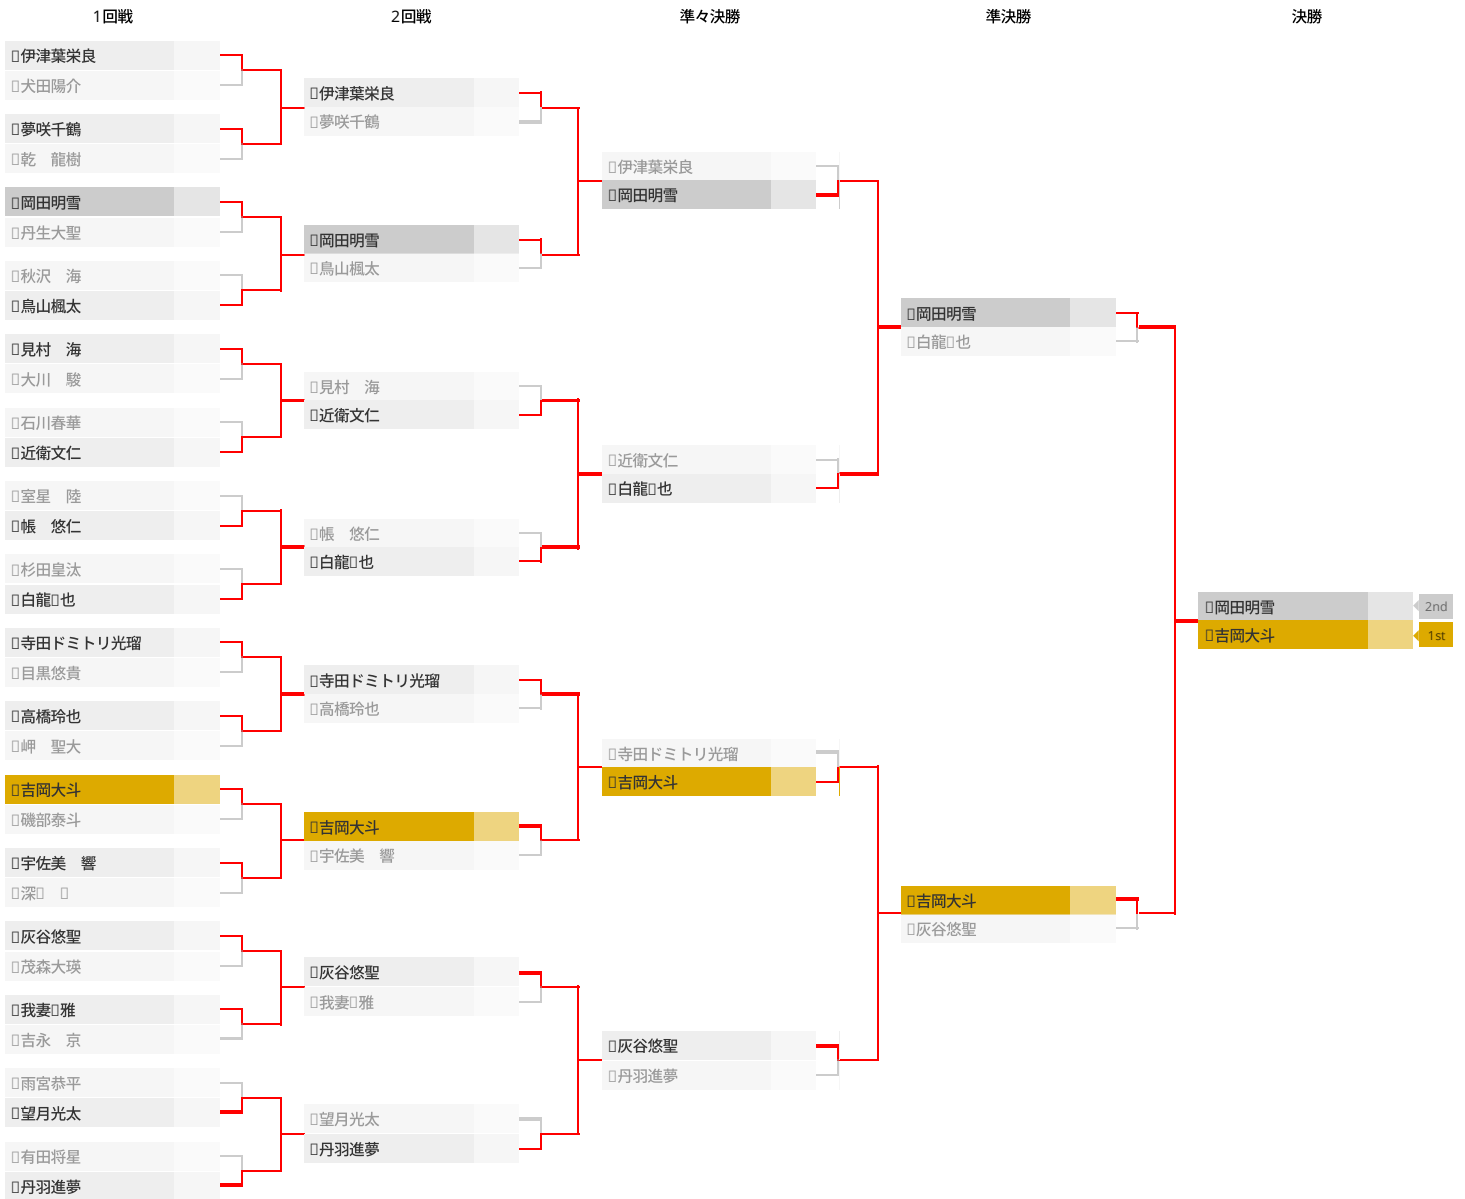 1回戦
2回戦
準々決勝
準決勝
決勝
伊津葉栄良
犬田陽介
夢咲千鶴
乾　龍樹
岡田明雪
丹生大聖
秋沢　海
鳥山楓太
見村　海
大川　駿
石川春華
近衛文仁
室星　陸
帳　悠仁
杉田皇汰
白龍▯也
寺田ドミトリ光瑠
目黒悠貴
高橋玲也
岬　聖大
吉岡大斗
磯部泰斗
宇佐美　響
深▯　▯
灰谷悠聖
茂森大瑛
我妻▯雅
吉永　京
雨宮恭平
望月光太
有田将星
丹羽進夢
伊津葉栄良
夢咲千鶴
岡田明雪
鳥山楓太
見村　海
近衛文仁
帳　悠仁
白龍▯也
寺田ドミトリ光瑠
高橋玲也
吉岡大斗
宇佐美　響
灰谷悠聖
我妻▯雅
望月光太
丹羽進夢
伊津葉栄良
岡田明雪
近衛文仁
白龍▯也
寺田ドミトリ光瑠
吉岡大斗
灰谷悠聖
丹羽進夢
岡田明雪
白龍▯也
吉岡大斗
灰谷悠聖
岡田明雪
2nd
吉岡大斗
1st